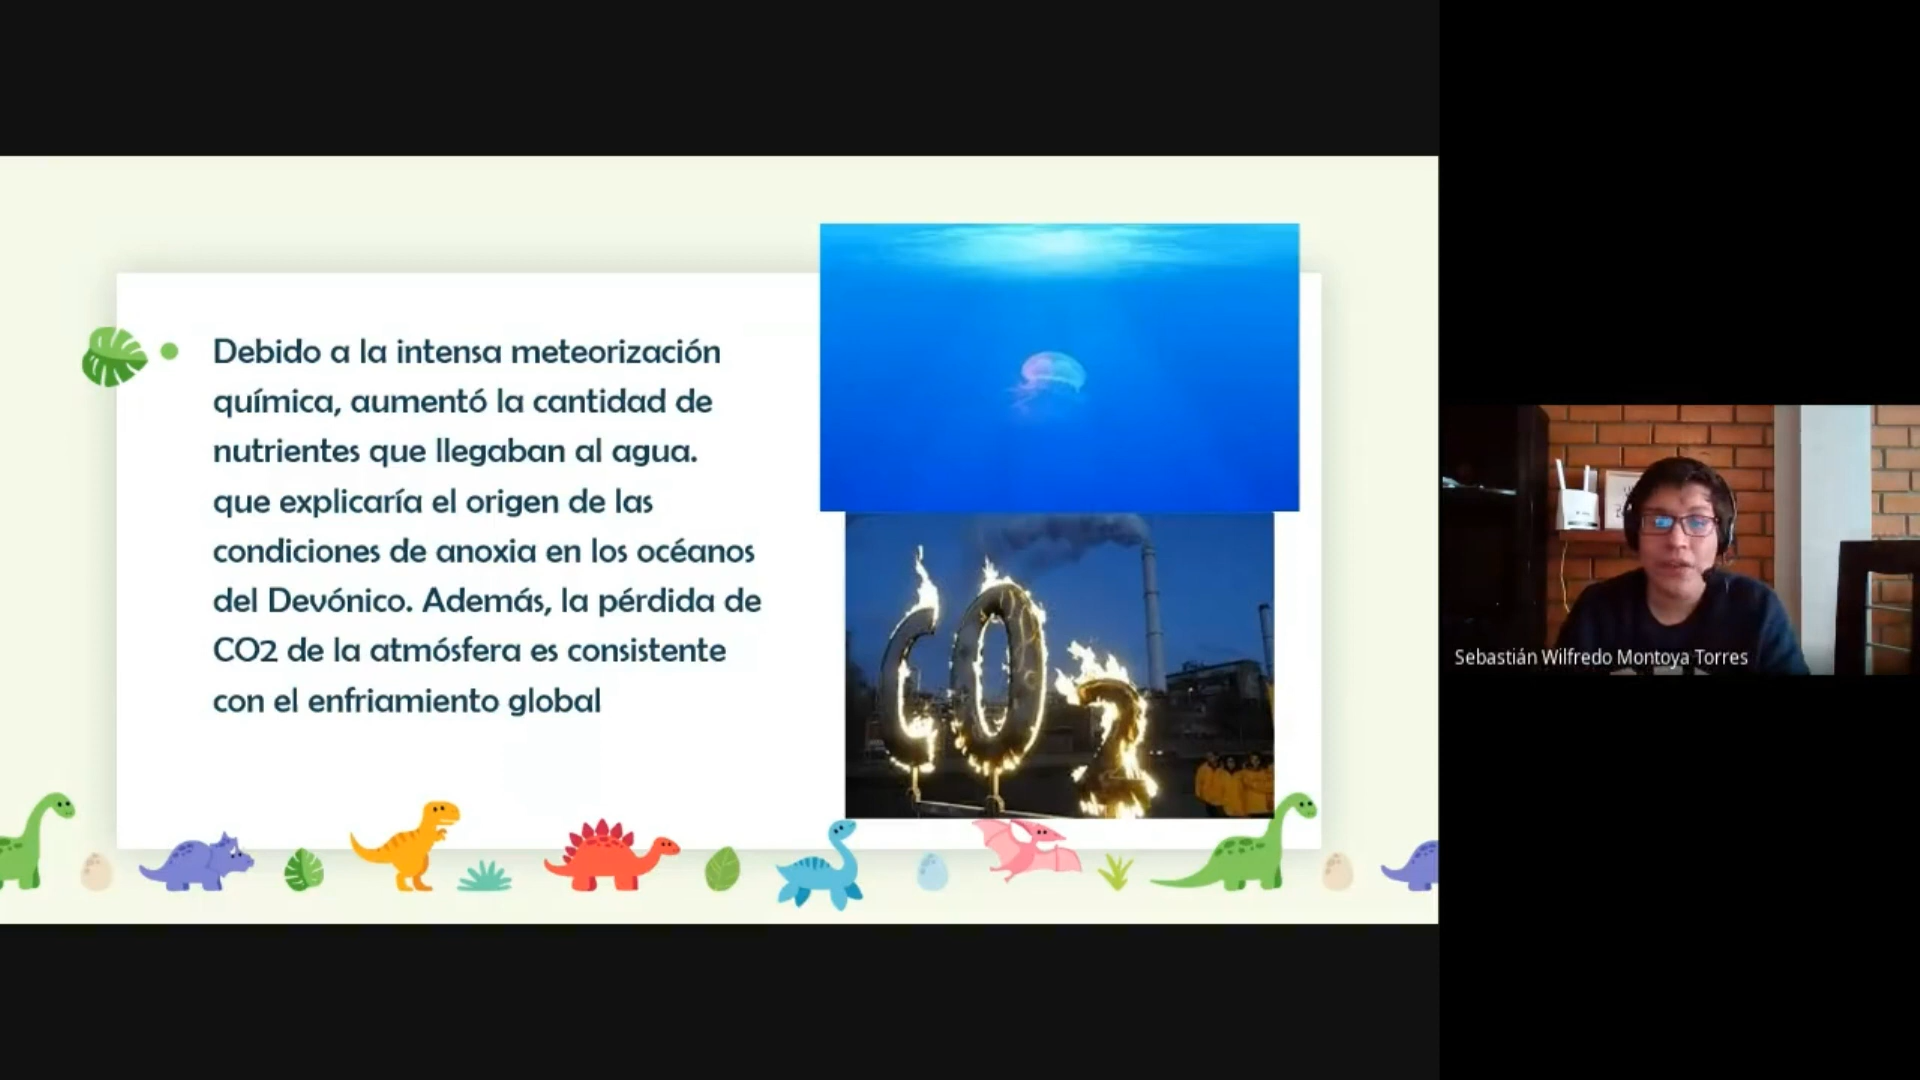 Debido a la intensa meteorización
química, aumentó la cantidad de
nutrientes que llegaban al agua.
que explicaría el origen de las
condiciones de anoxia en los océanos
del Devónico. Además, la pérdida de
CO2 de la atmósfera es consistente
con el enfriamiento global
CO2
Sebastián Wilfredo Montoya Torres